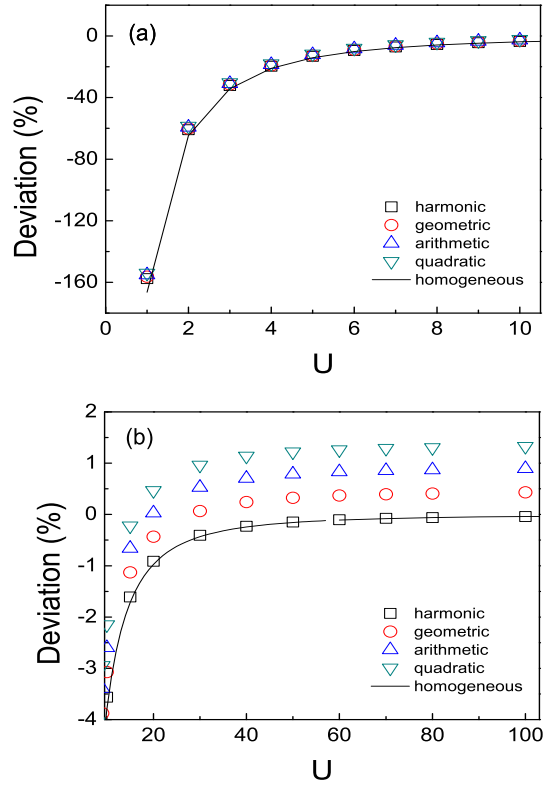 (a)
0
-40
-80
-120
-160
Deviation (%)
harmonic
geometric
arithmetic
quadratic
homogeneous
0 2 4 6 8 10
U
(b)
2
1
0
-1
-2
-3
-4
Deviation (%)
harmonic
geometric
arithmetic
quadratic
homogeneous
20 40 60 80 100
U